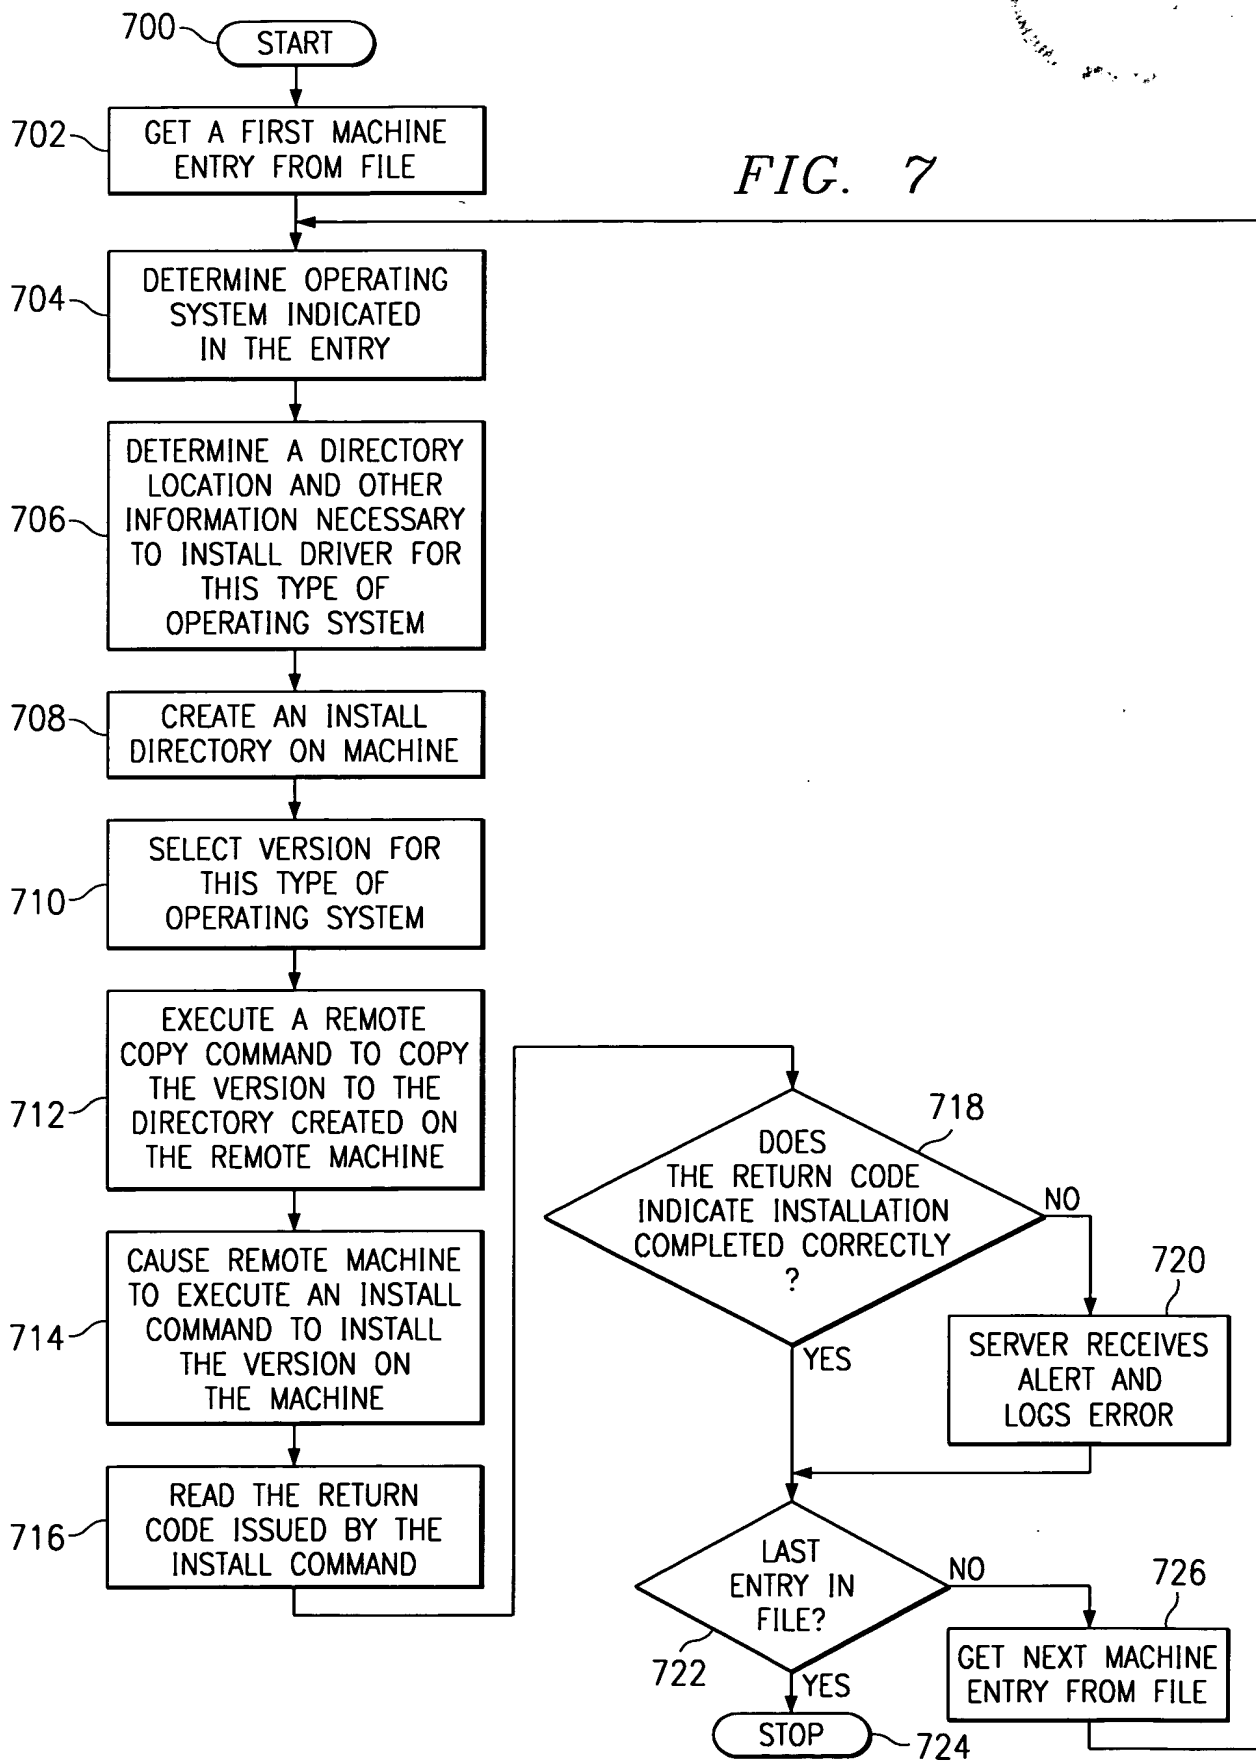 700
START
702
GET A FIRST MACHINE
ENTRY FROM FILE
FIG. 7
704
DETERMINE OPERATING
SYSTEM INDICATED
IN THE ENTRY
706
DETERMINE A DIRECTORY
LOCATION AND OTHER
INFORMATION NECESSARY
TO INSTALL DRIVER FOR
THIS TYPE OF
OPERATING SYSTEM
708
CREATE AN INSTALL
DIRECTORY ON MACHINE
710
SELECT VERSION FOR
THIS TYPE OF
OPERATING SYSTEM
712
EXECUTE A REMOTE
COPY COMMAND TO COPY
THE VERSION TO THE
DIRECTORY CREATED ON
THE REMOTE MACHINE
714
CAUSE REMOTE MACHINE
TO EXECUTE AN INSTALL
COMMAND TO INSTALL
THE VERSION ON
THE MACHINE
716
READ THE RETURN
CODE ISSUED BY THE
INSTALL COMMAND
718
DOES
THE RETURN CODE
INDICATE INSTALLATION
COMPLETED CORRECTLY
?
NO
YES
720
SERVER RECEIVES
ALERT AND
LOGS ERROR
LAST
ENTRY IN
FILE?
722
NO
YES
726
GET NEXT MACHINE
ENTRY FROM FILE
STOP
724